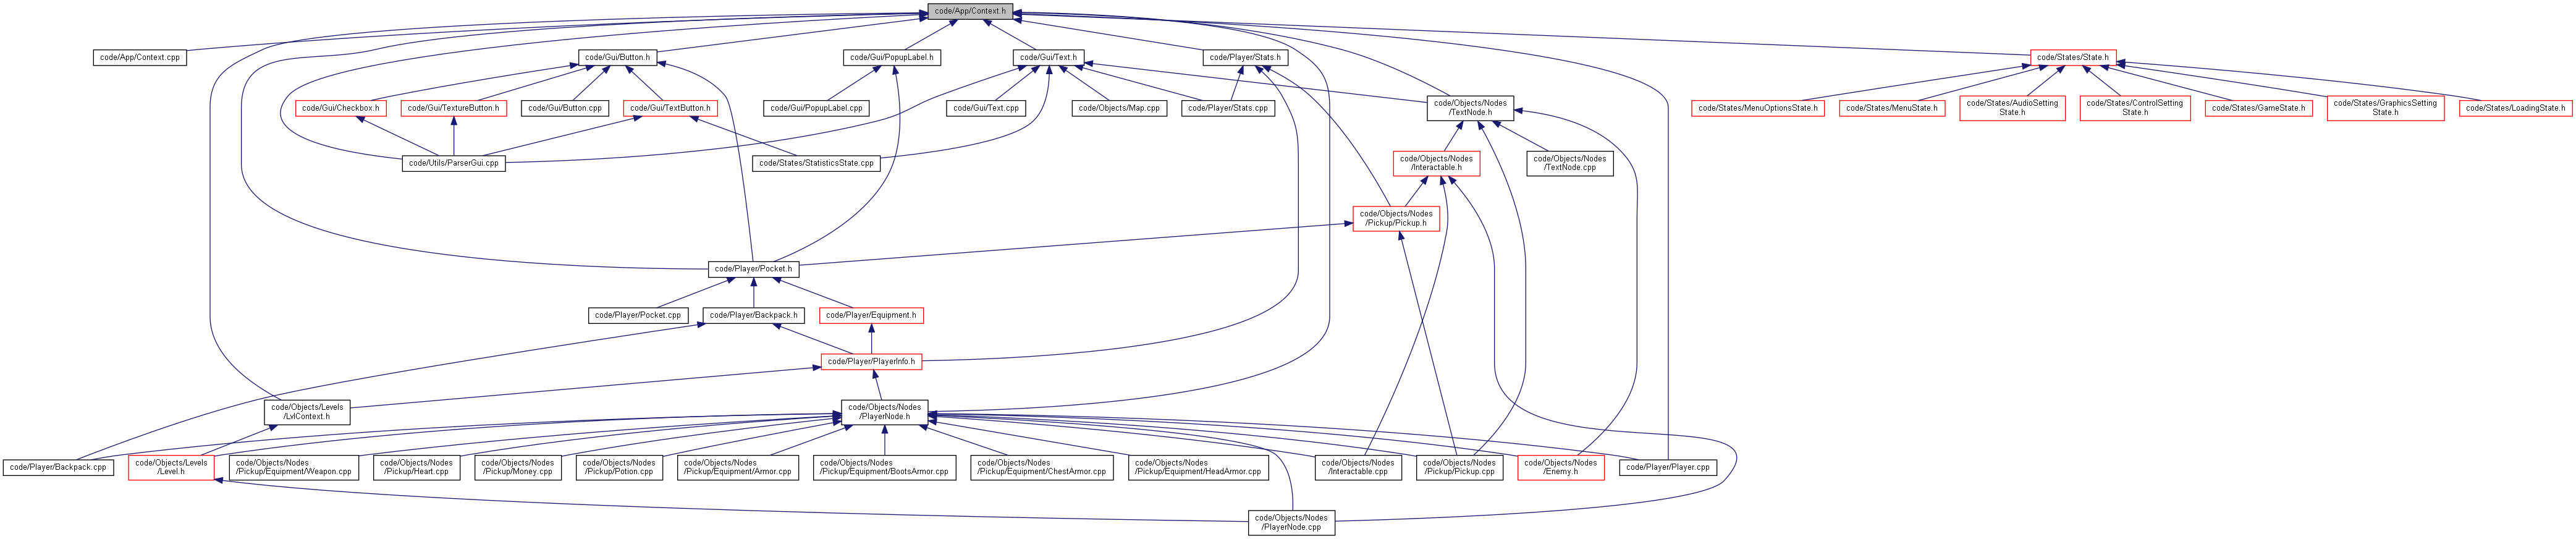 code/App/Context.h
code/App/Context.cpp
code/Gui/Button.h
code/Gui/PopupLabel.h
code/Gui/Text.h
code/Player/Stats.h
code/States/State.h
code/Gui/Checkbox.h
code/Gui/TextureButton.h
code/Gui/Button.cpp
code/Gui/TextButton.h
code/Gui/PopupLabel.cpp
code/Gui/Text.cpp
code/Objects/Map.cpp
code/Player/Stats.cpp
code/Objects/Nodes
/TextNode.h
code/States/MenuOptionsState.h
code/States/MenuState.h
code/States/AudioSetting
State.h
code/States/ControlSetting
State.h
code/States/GameState.h
code/States/GraphicsSetting
State.h
code/States/LoadingState.h
code/Utils/ParserGui.cpp
code/States/StatisticsState.cpp
code/Objects/Nodes
/Interactable.h
code/Objects/Nodes
/TextNode.cpp
code/Objects/Nodes
/Pickup/Pickup.h
code/Player/Pocket.h
code/Player/Pocket.cpp
code/Player/Backpack.h
code/Player/Equipment.h
code/Player/PlayerInfo.h
code/Objects/Levels
/LvlContext.h
code/Objects/Nodes
/PlayerNode.h
code/Player/Backpack.cpp
code/Objects/Levels
/Level.h
code/Objects/Nodes
/Pickup/Equipment/Weapon.cpp
code/Objects/Nodes
/Pickup/Heart.cpp
code/Objects/Nodes
/Pickup/Money.cpp
code/Objects/Nodes
/Pickup/Potion.cpp
code/Objects/Nodes
/Pickup/Equipment/Armor.cpp
code/Objects/Nodes
/Pickup/Equipment/BootsArmor.cpp
code/Objects/Nodes
/Pickup/Equipment/ChestArmor.cpp
code/Objects/Nodes
/Pickup/Equipment/HeadArmor.cpp
code/Objects/Nodes
/Interactable.cpp
code/Objects/Nodes
/Pickup/Pickup.cpp
code/Objects/Nodes
/Enemy.h
code/Player/Player.cpp
code/Objects/Nodes
/PlayerNode.cpp